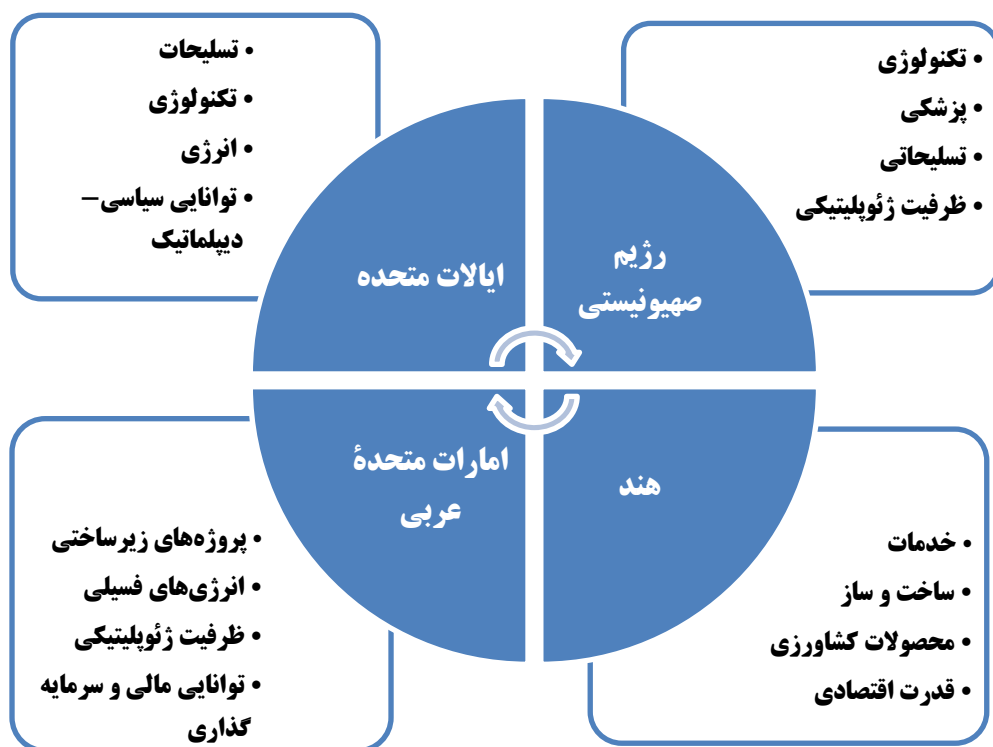 • تکنولوژی
• پزشکی
• تسلیحاتی
• ظرفیت ژئوپلیتیکی
رژیم
صهیونیستی
• تسلیحات
• تکنولوژی
• انرژی
• توانایی سیاسی–
دیپلماتیک
ایالات متحده
هند
• خدمات
• ساخت و ساز
• محصولات کشاورزی
• قدرت اقتصادی
امارات متحدۀ
عربی
• پروژه‌های زیرساختی
• انرژی‌های فسیلی
• ظرفیت ژئوپلیتیکی
• توانایی مالی و سرمایه
گذاری